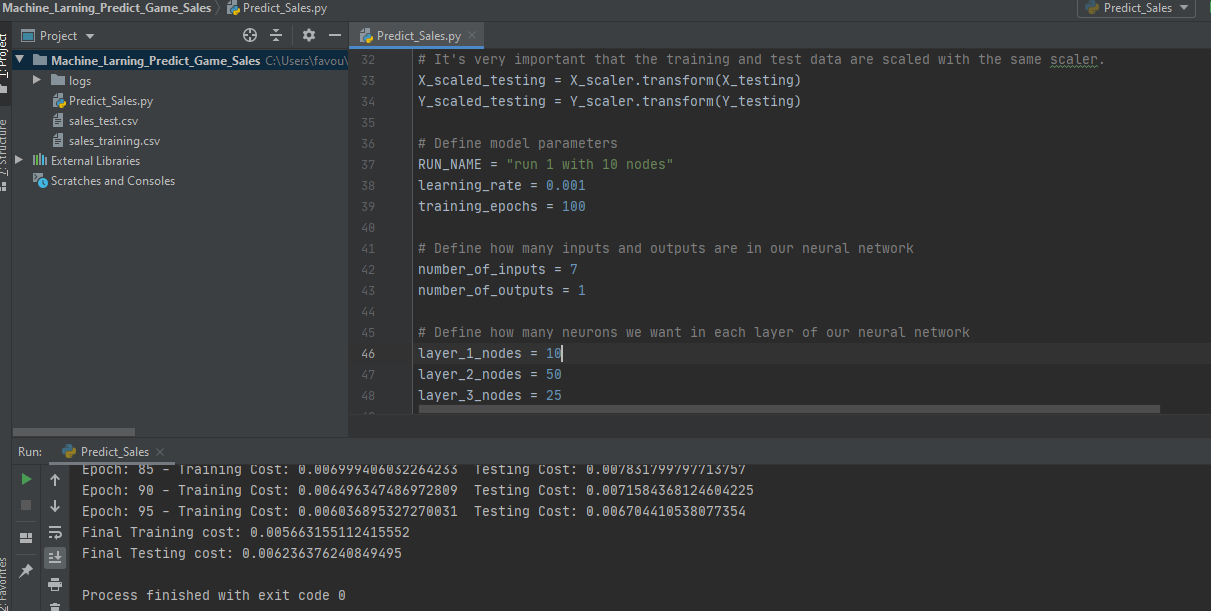 Machine_Larning_Predict_Game_Sales
Predict_Sales.py
Predict_Sales
1: Project
Project
Predict_Sales.py
Machine_Larning_Predict_Game_Sales C:\Users\favou\
logs
Predict_Sales.py
sales_test.csv
sales_training.csv
External Libraries
Scratches and Consoles
7: Structure
32 # It's very important that the training and test data are scaled with the same scaler.
33 X_scaled_testing = X_scaler.transform(X_testing)
34 Y_scaled_testing = Y_scaler.transform(Y_testing)
35
36 # Define model parameters
37 RUN_NAME = "run 1 with 10 nodes"
38 learning_rate = 0.001
39 training_epochs = 100
40
41 # Define how many inputs and outputs are in our neural network
42 number_of_inputs = 7
43 number_of_outputs = 1
44
45 # Define how many neurons we want in each layer of our neural network
46 layer_1_nodes = 10
47 layer_2_nodes = 50
48 layer_3_nodes = 25
Run: Predict_Sales
Epoch: 85 - Training Cost: 0.006999406032264233 Testing Cost: 0.007831799797713757
Epoch: 90 - Training Cost: 0.006496347486972809 Testing Cost: 0.0071584368124604225
Epoch: 95 - Training Cost: 0.006036895327270031 Testing Cost: 0.006704410538077354
Final Training cost: 0.005663155112415552
Final Testing cost: 0.006236376240849495
Process finished with exit code 0
2: Favorites